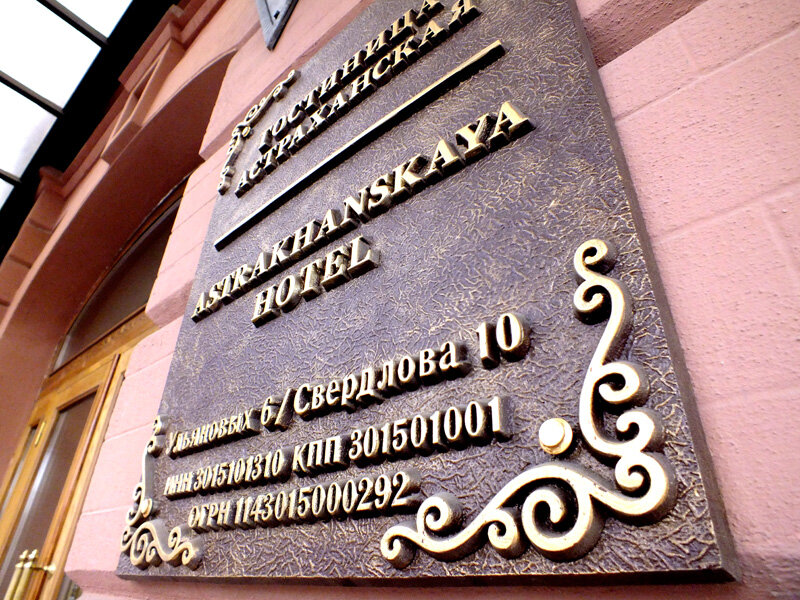 ГОСТИНИЦА
АСТРАХАНСКАЯ
ASTRAKHANSKAYA
HOTEL
Ульяновых 6/Свердлова 10
ИНН 3015101310 КПП 301501001
ОГРН 1143015000292